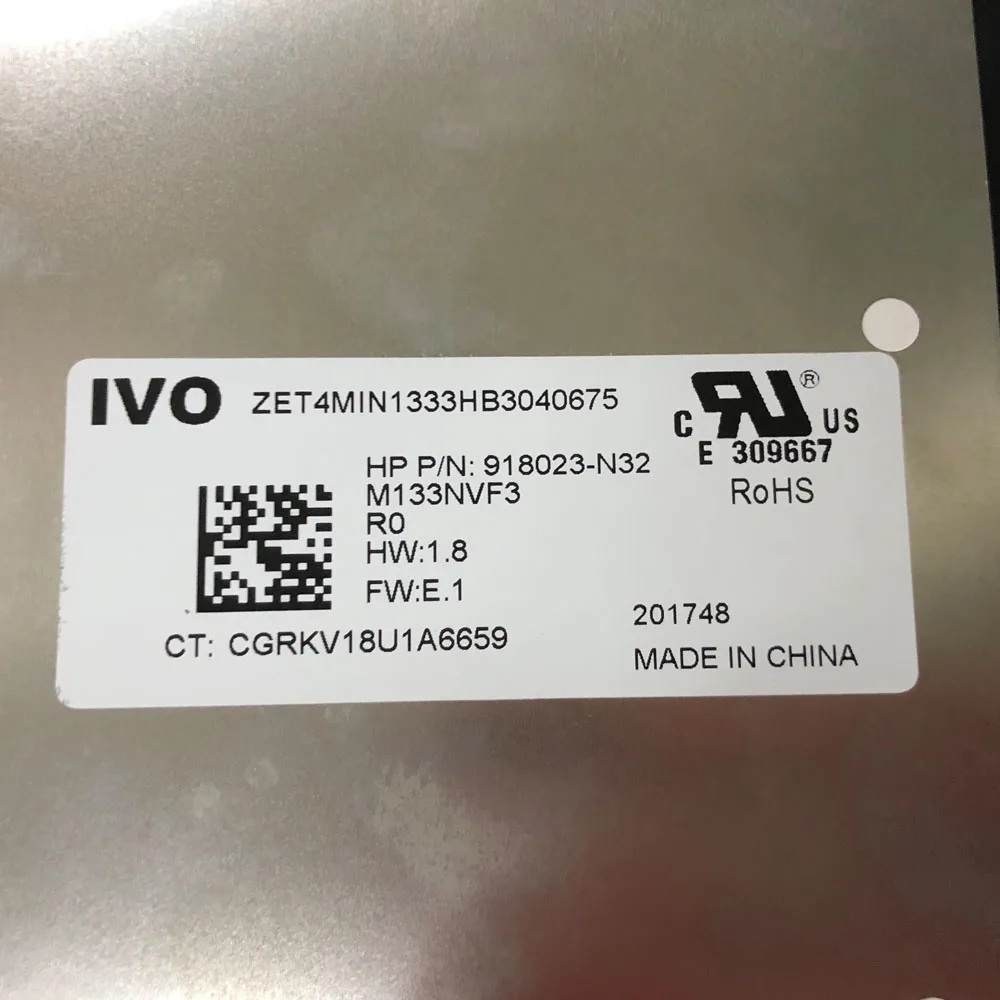 IVO ZET4MIN1333HB3040675
C RU ® US
E 309667
HP P/N: 918023-N32
M133NVF3
RoHS
R0
HW:1.8
FW:E.1
201748
CT: CGRKV18U1A6659
MADE IN CHINA